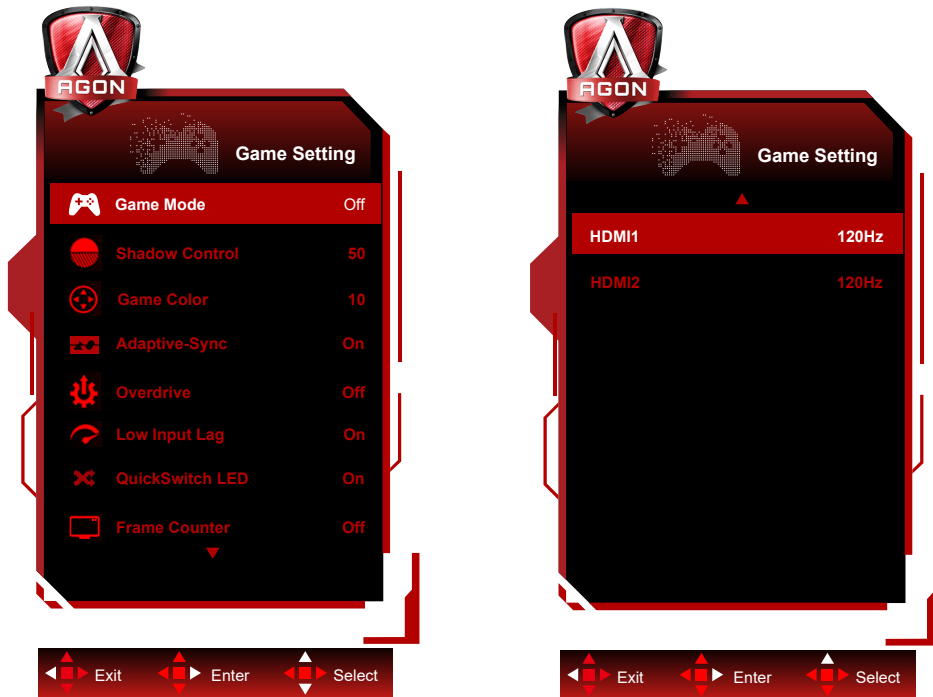 AGON
Game Setting
Game Mode Off
Shadow Control 50
Game Color 10
Adaptive-Sync On
Overdrive Off
Low Input Lag On
QuickSwitch LED On
Frame Counter Off
Exit Enter Select
AGON
Game Setting
HDMI1 120Hz
HDMI2 120Hz
Exit Enter Select